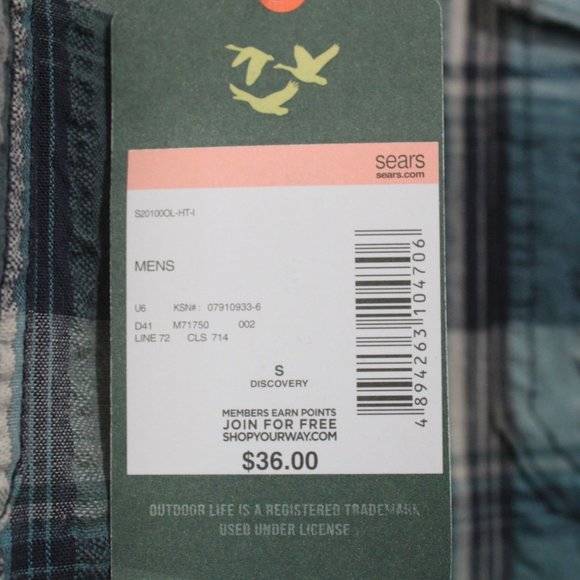 sears
sears.com
S20100OL-HT-I
MENS
U6 KSN#: 07910933-6
D41 M71750 002
LINE 72 CLS 714
S
DISCOVERY
MEMBERS EARN POINTS
JOIN FOR FREE
SHOPYOURWAY.COM
$36.00
4 894263 104706
OUTDOOR LIFE IS A REGISTERED TRADEMARK
USED UNDER LICENSE